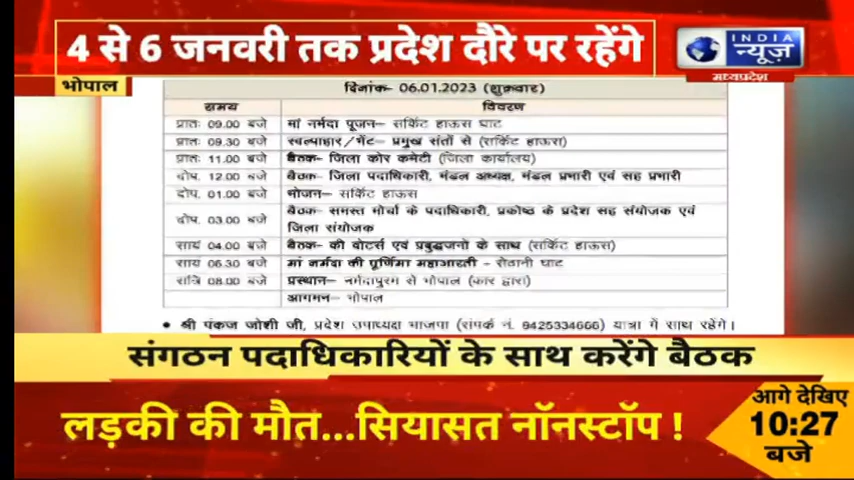 4 से 6 जनवरी तक प्रदेश दौरे पर रहेंगे
INDIA
न्यूज़
मध्यप्रदेश
भोपाल
दिनांक- 06.01.2023 (शुक्रवार)
समय विवरण
प्रातः 09.00 बजे मां नर्मदा पूजन– सर्किट हाऊस घाट
प्रातः 09.30 बजे स्वल्पाहार/भेंट– प्रमुख संतों से (सर्किट हाऊस)
प्रातः 11.00 बजे बैठक– जिला कोर कमेटी (जिला कार्यालय)
दोप. 12.00 बजे बैठक– जिला पदाधिकारी, मंडल अध्यक्ष, मंडल प्रभारी एवं सह प्रभारी
दोप. 01.00 बजे भोजन– सर्किट हाऊस
दोप. 03.00 बजे बैठक– समस्त मोर्चा के पदाधिकारी, प्रकोष्ठ के प्रदेश सह संयोजक एवं
जिला संयोजक
सायं 04.00 बजे बैठक– की वोटर्स एवं प्रबुद्धजनो के साथ (सर्किट हाऊस)
सायं 06.30 बजे मां नर्मदा की पूर्णिमा महाआरती – सेठानी घाट
रात्रि 08.00 बजे प्रस्थान– नर्मदापुरम से भोपाल (कार द्वारा)
आगमन– भोपाल
• श्री पंकज जोशी जी, प्रदेश उपाध्यक्ष भाजपा (संपर्क नं. 9425334666) यात्रा में साथ रहेंगे।
संगठन पदाधिकारियों के साथ करेंगे बैठक
लड़की की मौत...सियासत नॉनस्टॉप !
आगे देखिए
10:27
बजे